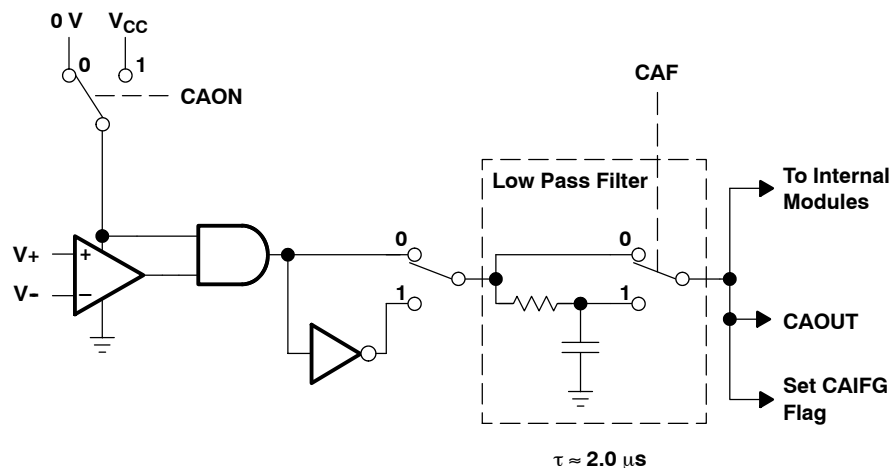 0 V
VCC
0
1
CAF
CAON
Low Pass Filter
To Internal
Modules
V+
+
0
0
V-
−
1
1
CAOUT
Set CAIFG
Flag
τ ≈ 2.0 μs